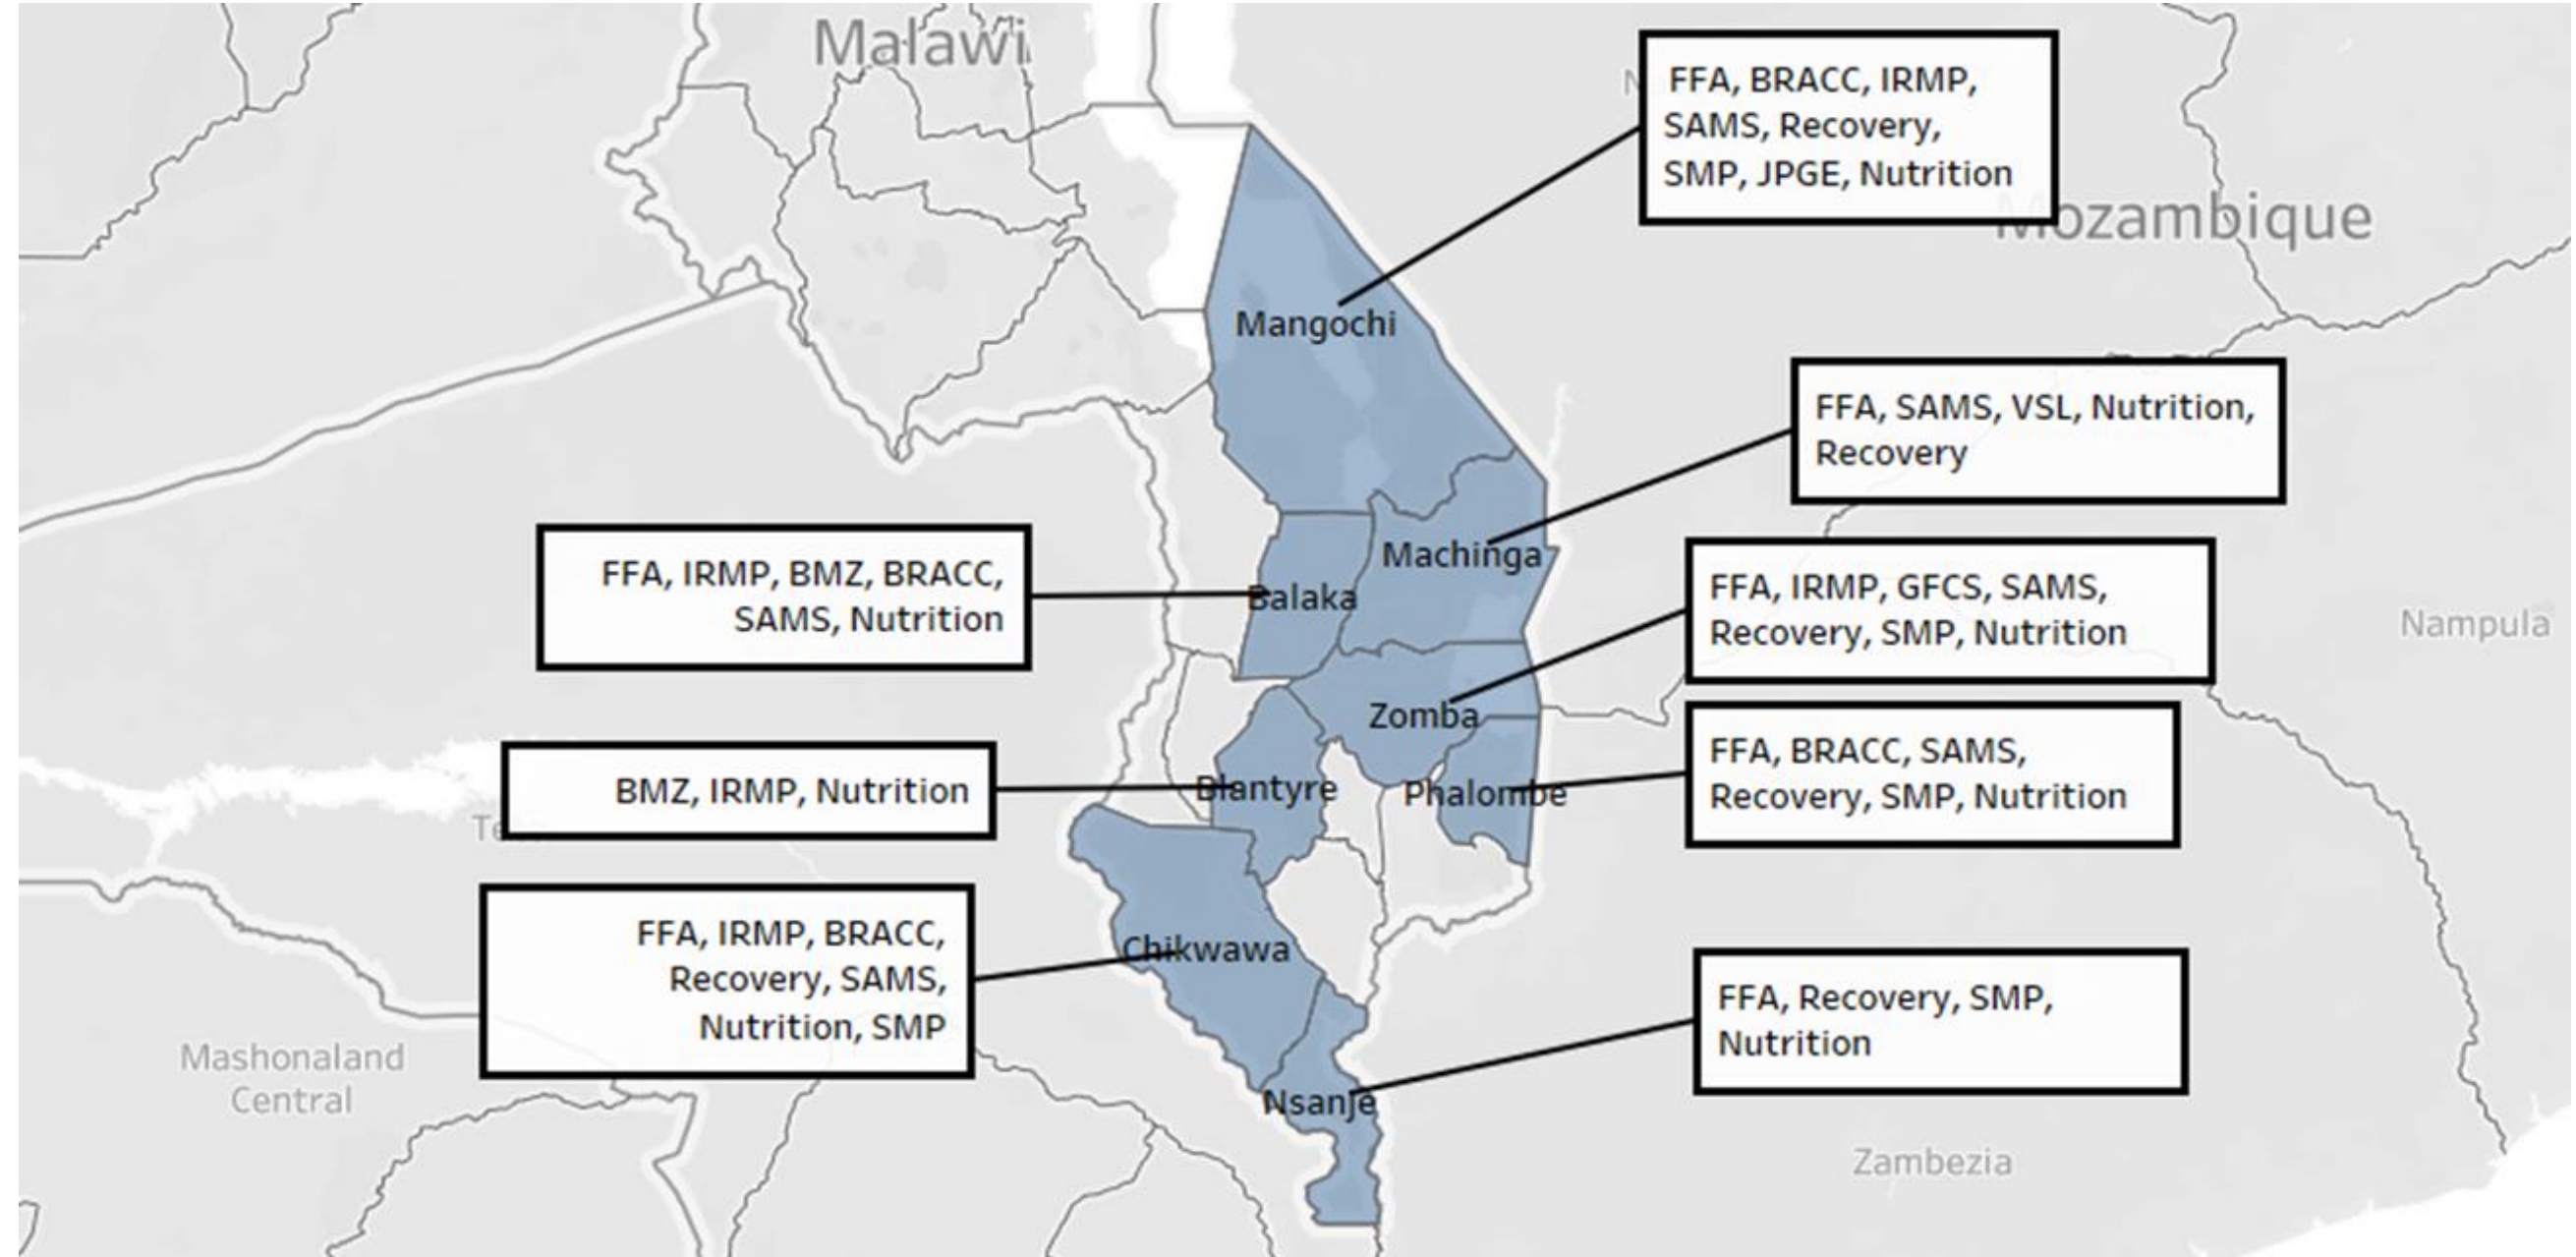 Malawi
FFA, BRACC, IRMP,
SAMS, Recovery,
SMP, JPGE, Nutrition
Mozambique
Mangochi
FFA, SAMS, VSL, Nutrition,
Recovery
Machinga
FFA, IRMP, BMZ, BRACC,
SAMS, Nutrition
Balaka
FFA, IRMP, GFCS, SAMS,
Recovery, SMP, Nutrition
Nampula
Zomba
BMZ, IRMP, Nutrition
Blantyre
Phalombe
FFA, BRACC, SAMS,
Recovery, SMP, Nutrition
FFA, IRMP, BRACC,
Recovery, SAMS,
Nutrition, SMP
Chikwawa
FFA, Recovery, SMP,
Nutrition
Mashonaland
Central
Nsanje
Zambezia